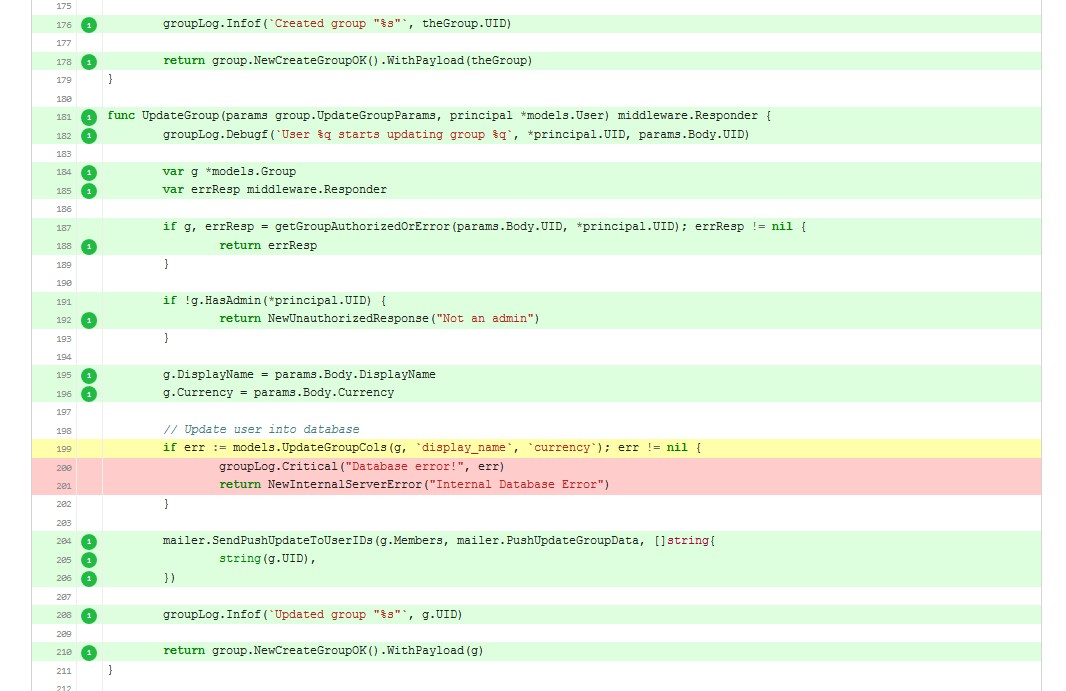 175
176 1 groupLog.Infof(`Created group "%s"`, theGroup.UID)
177
178 1 return group.NewCreateGroupOK().WithPayload(theGroup)
179 }
180
181 1 func UpdateGroup(params group.UpdateGroupParams, principal *models.User) middleware.Responder {
182 1 groupLog.Debugf(`User %q starts updating group %q`, *principal.UID, params.Body.UID)
183
184 1 var g *models.Group
185 1 var errResp middleware.Responder
186
187 if g, errResp = getGroupAuthorizedOrError(params.Body.UID, *principal.UID); errResp != nil {
188 1 return errResp
189 }
190
191 if !g.HasAdmin(*principal.UID) {
192 1 return NewUnauthorizedResponse("Not an admin")
193 }
194
195 1 g.DisplayName = params.Body.DisplayName
196 1 g.Currency = params.Body.Currency
197
198 // Update user into database
199 if err := models.UpdateGroupCols(g, `display_name`, `currency`); err != nil {
200 groupLog.Critical("Database error!", err)
201 return NewInternalServerError("Internal Database Error")
202 }
203
204 1 mailer.SendPushUpdateToUserIDs(g.Members, mailer.PushUpdateGroupData, []string{
205 1 string(g.UID),
206 1 })
207
208 1 groupLog.Infof(`Updated group "%s"`, g.UID)
209
210 1 return group.NewCreateGroupOK().WithPayload(g)
211 }
212